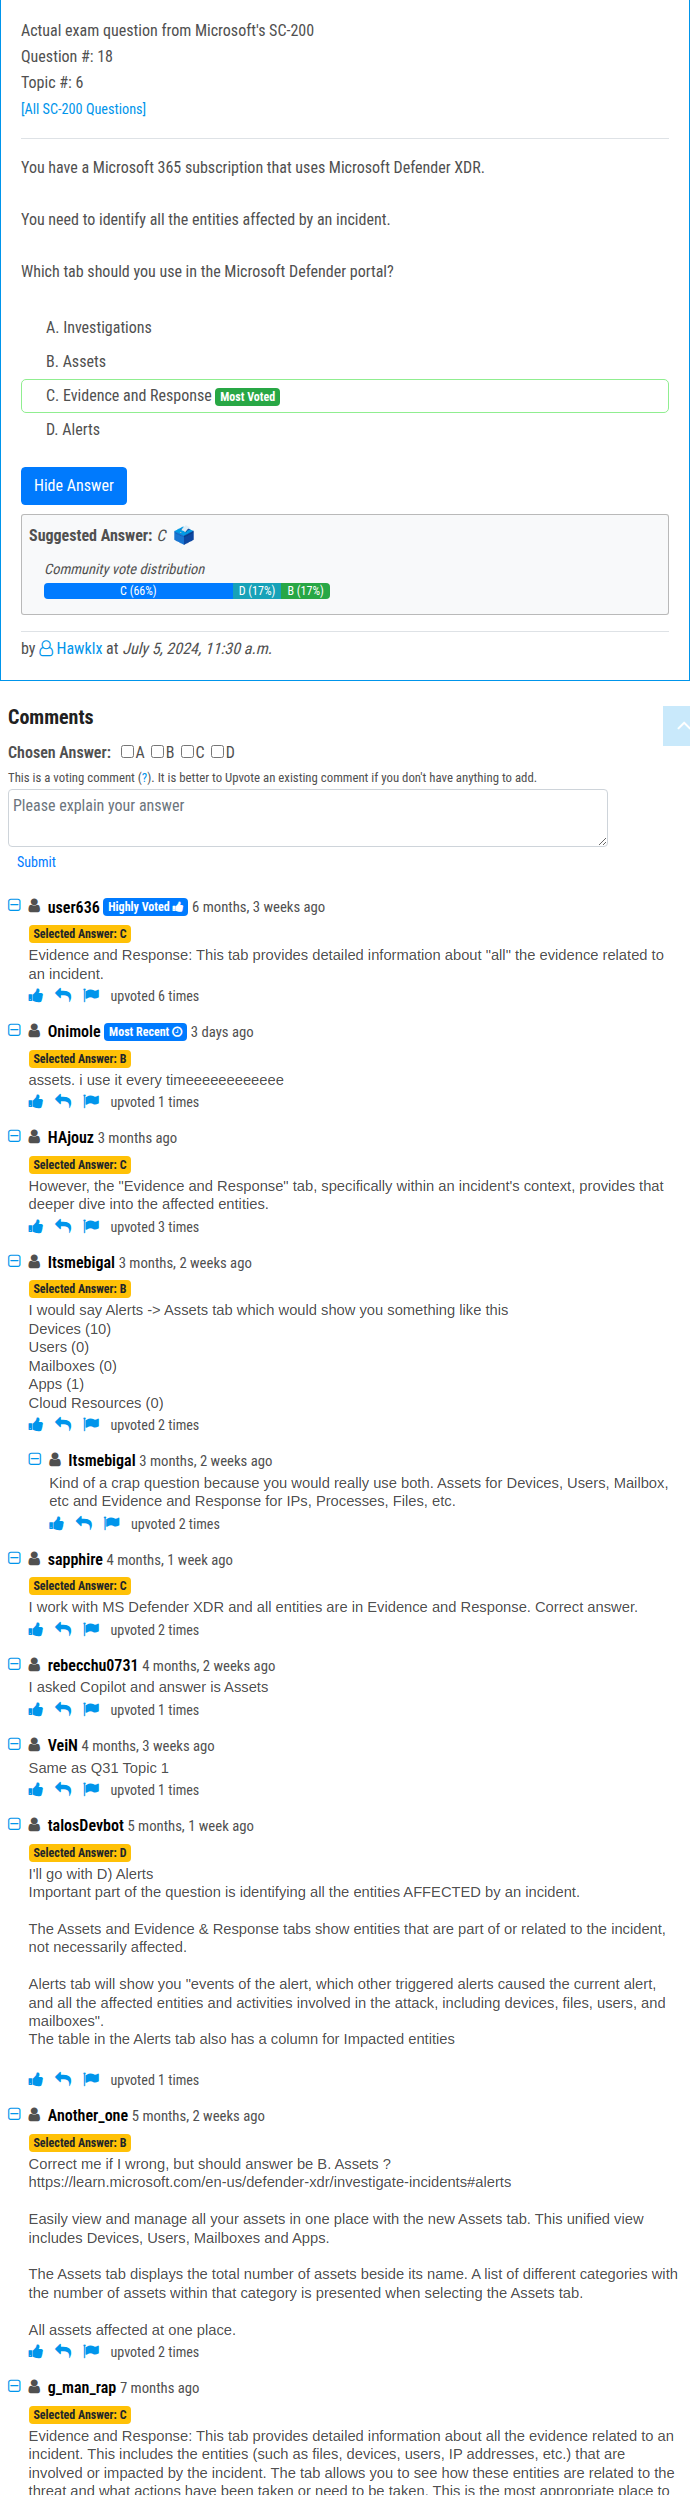 Actual exam question from Microsoft's SC-200
Question #: 18
Topic #: 6
[All SC-200 Questions]
You have a Microsoft 365 subscription that uses Microsoft Defender XDR.
You need to identify all the entities affected by an incident.
Which tab should you use in the Microsoft Defender portal?
A. Investigations
B. Assets
C. Evidence and Response Most Voted
D. Alerts
Hide Answer
Suggested Answer: C
Community vote distribution
C (66%) D (17%) B (17%)
by Hawklx at July 5, 2024, 11:30 a.m.
Comments
Chosen Answer: A B C D
This is a voting comment (?). It is better to Upvote an existing comment if you don't have anything to add.
Please explain your answer
Submit
user636 Highly Voted 6 months, 3 weeks ago
Selected Answer: C
Evidence and Response: This tab provides detailed information about "all" the evidence related to
an incident.
upvoted 6 times
Onimole Most Recent 3 days ago
Selected Answer: B
assets. i use it every timeeeeeeeeeeee
upvoted 1 times
HAjouz 3 months ago
Selected Answer: C
However, the "Evidence and Response" tab, specifically within an incident's context, provides that
deeper dive into the affected entities.
upvoted 3 times
Itsmebigal 3 months, 2 weeks ago
Selected Answer: B
I would say Alerts -> Assets tab which would show you something like this
Devices (10)
Users (0)
Mailboxes (0)
Apps (1)
Cloud Resources (0)
upvoted 2 times
Itsmebigal 3 months, 2 weeks ago
Kind of a crap question because you would really use both. Assets for Devices, Users, Mailbox,
etc and Evidence and Response for IPs, Processes, Files, etc.
upvoted 2 times
sapphire 4 months, 1 week ago
Selected Answer: C
I work with MS Defender XDR and all entities are in Evidence and Response. Correct answer.
upvoted 2 times
rebecchu0731 4 months, 2 weeks ago
I asked Copilot and answer is Assets
upvoted 1 times
VeiN 4 months, 3 weeks ago
Same as Q31 Topic 1
upvoted 1 times
talosDevbot 5 months, 1 week ago
Selected Answer: D
I'll go with D) Alerts
Important part of the question is identifying all the entities AFFECTED by an incident.
The Assets and Evidence & Response tabs show entities that are part of or related to the incident,
not necessarily affected.
Alerts tab will show you "events of the alert, which other triggered alerts caused the current alert,
and all the affected entities and activities involved in the attack, including devices, files, users, and
mailboxes".
The table in the Alerts tab also has a column for Impacted entities
upvoted 1 times
Another_one 5 months, 2 weeks ago
Selected Answer: B
Correct me if I wrong, but should answer be B. Assets ?
https://learn.microsoft.com/en-us/defender-xdr/investigate-incidents#alerts
Easily view and manage all your assets in one place with the new Assets tab. This unified view
includes Devices, Users, Mailboxes and Apps.
The Assets tab displays the total number of assets beside its name. A list of different categories with
the number of assets within that category is presented when selecting the Assets tab.
All assets affected at one place.
upvoted 2 times
g_man_rap 7 months ago
Selected Answer: C
Evidence and Response: This tab provides detailed information about all the evidence related to an
incident. This includes the entities (such as files, devices, users, IP addresses, etc.) that are
involved or impacted by the incident. The tab allows you to see how these entities are related to the
threat and what actions have been taken or need to be taken. This is the most appropriate place to